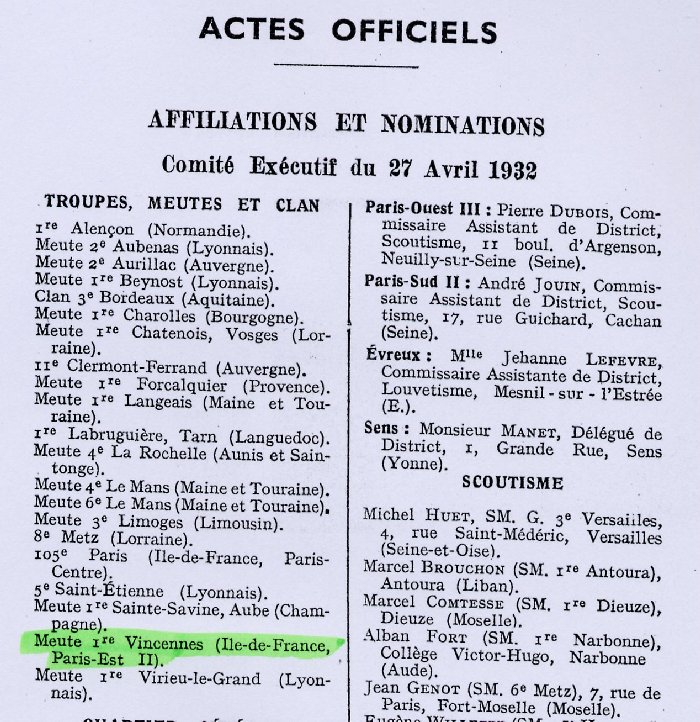 ACTES OFFICIELS
AFFILIATIONS ET NOMINATIONS
Comité Exécutif du 27 Avril 1932
TROUPES, MEUTES ET CLAN
1re Alençon (Normandie).
Meute 2e Aubenas (Lyonnais).
Meute 2e Aurillac (Auvergne).
Meute 1re Beynost (Lyonnais).
Clan 3e Bordeaux (Aquitaine).
Meute 1re Charolles (Bourgogne).
Meute 1re Chatenois, Vosges (Lor-
raine).
11e Clermont-Ferrand (Auvergne).
Meute 1re Forcalquier (Provence).
Meute 1re Langeais (Maine et Tou-
raine).
1re Labruguière, Tarn (Languedoc).
Meute 4e La Rochelle (Aunis et Sain-
tonge).
Meute 4e Le Mans (Maine et Touraine).
Meute 6e Le Mans (Maine et Touraine).
Meute 3e Limoges (Limousin).
8e Metz (Lorraine).
105e Paris (Ile-de-France, Paris-
Centre).
5e Saint-Étienne (Lyonnais).
Meute 1re Sainte-Savine, Aube (Cham-
pagne).
Meute 1re Vincennes (Ile-de-France,
Paris-Est II).
Meute 1re Virieu-le-Grand (Lyon-
nais).
Paris-Ouest III : Pierre DUBOIS, Com-
missaire Assistant de District,
Scoutisme, 11 boul. d'Argenson,
Neuilly-sur-Seine (Seine).
Paris-Sud II : André JOUIN, Commis-
saire Assistant de District, Scou-
tisme, 17, rue Guichard, Cachan
(Seine).
Évreux : Mlle Jehanne LEFEVRE,
Commissaire Assistante de District,
Louvetisme, Mesnil-sur-l'Estrée
(E.).
Sens : Monsieur MANET, Délégué de
District, 1, Grande Rue, Sens
(Yonne).
SCOUTISME
Michel HUET, SM. G. 3e Versailles,
4, rue Saint-Médéric, Versailles
(Seine-et-Oise).
Marcel BROUCHON (SM. 1re Antoura),
Antoura (Liban).
Marcel COMTESSE (SM. 1re Dieuze),
Dieuze (Moselle).
Alban FORT (SM. 1re Narbonne),
Collège Victor-Hugo, Narbonne
(Aude).
Jean GENOT (SM. 6e Metz), 7, rue de
Paris, Fort-Moselle (Moselle).